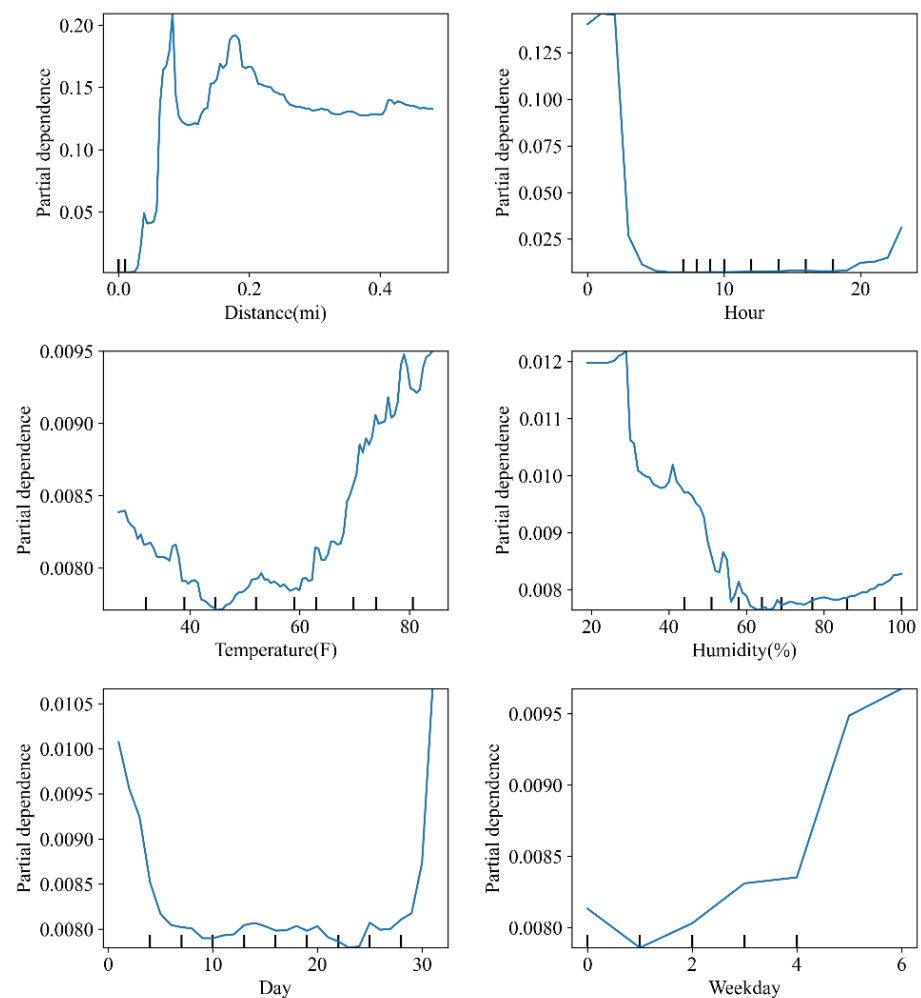 Partial dependence
0.20
0.15
0.10
0.05
0.0 0.2 0.4
Distance(mi)
Partial dependence
0.125
0.100
0.075
0.050
0.025
0 10 20
Hour
Partial dependence
0.0095
0.0090
0.0085
0.0080
40 60 80
Temperature(F)
Partial dependence
0.012
0.011
0.010
0.009
0.008
20 40 60 80 100
Humidity(%)
Partial dependence
0.0105
0.0100
0.0095
0.0090
0.0085
0.0080
0 10 20 30
Day
Partial dependence
0.0095
0.0090
0.0085
0.0080
0 2 4 6
Weekday